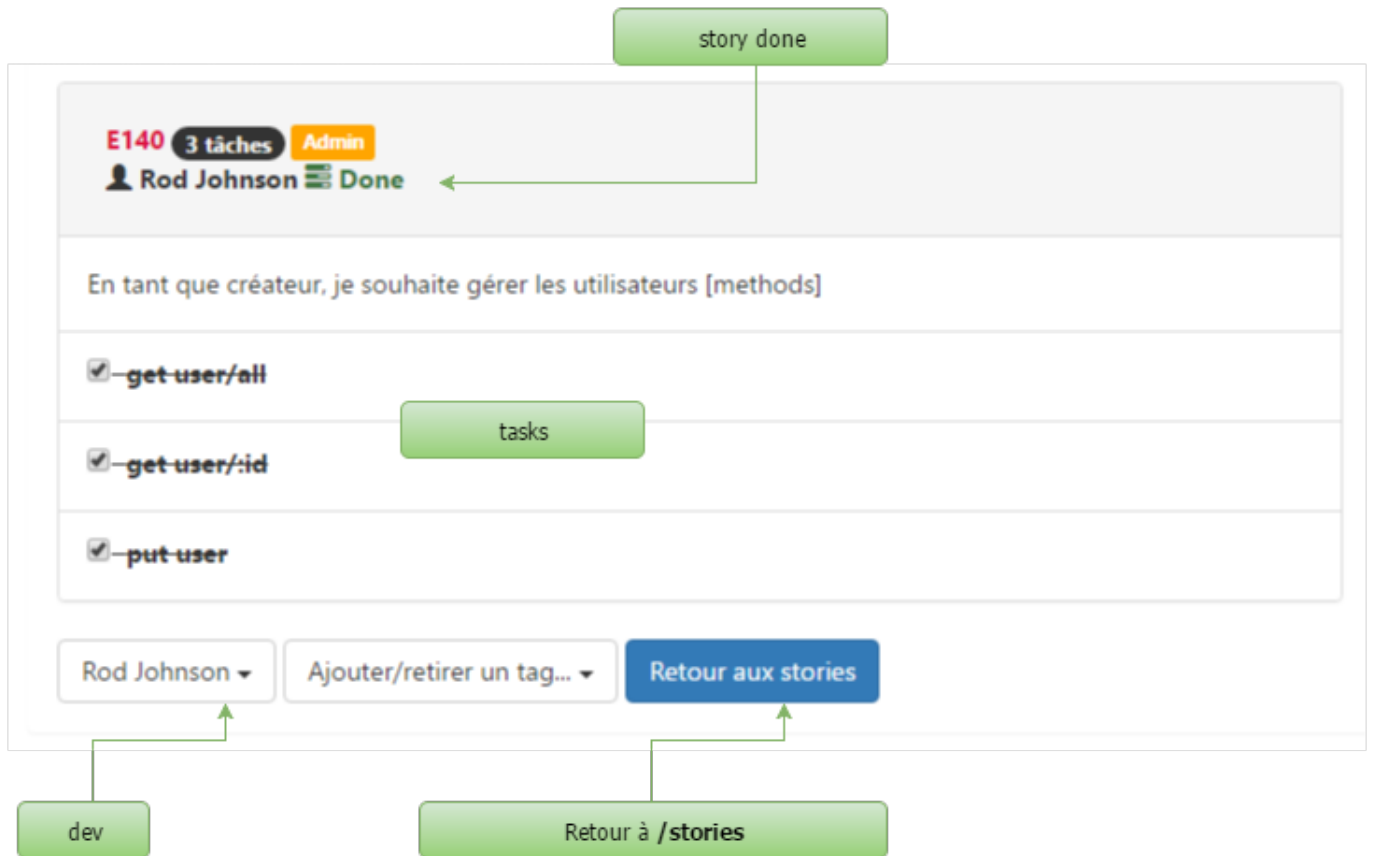 story done
E140 3 tâches Admin
Rod Johnson Done
En tant que créateur, je souhaite gérer les utilisateurs [methods]
get user/all
tasks
get user/:id
put user
Rod Johnson Ajouter/retirer un tag... Retour aux stories
dev Retour à /stories